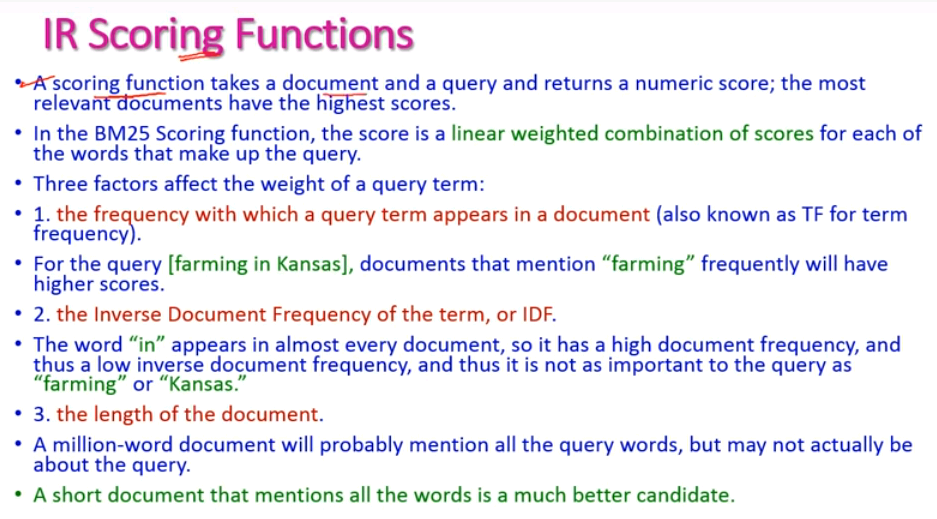 IR Scoring Functions
• A scoring function takes a document and a query and returns a numeric score; the most
relevant documents have the highest scores.
• In the BM25 Scoring function, the score is a linear weighted combination of scores for each of
the words that make up the query.
• Three factors affect the weight of a query term:
• 1. the frequency with which a query term appears in a document (also known as TF for term
frequency).
• For the query [farming in Kansas], documents that mention “farming” frequently will have
higher scores.
• 2. the Inverse Document Frequency of the term, or IDF.
• The word “in” appears in almost every document, so it has a high document frequency, and
thus a low inverse document frequency, and thus it is not as important to the query as
“farming” or “Kansas.”
• 3. the length of the document.
• A million-word document will probably mention all the query words, but may not actually be
about the query.
• A short document that mentions all the words is a much better candidate.